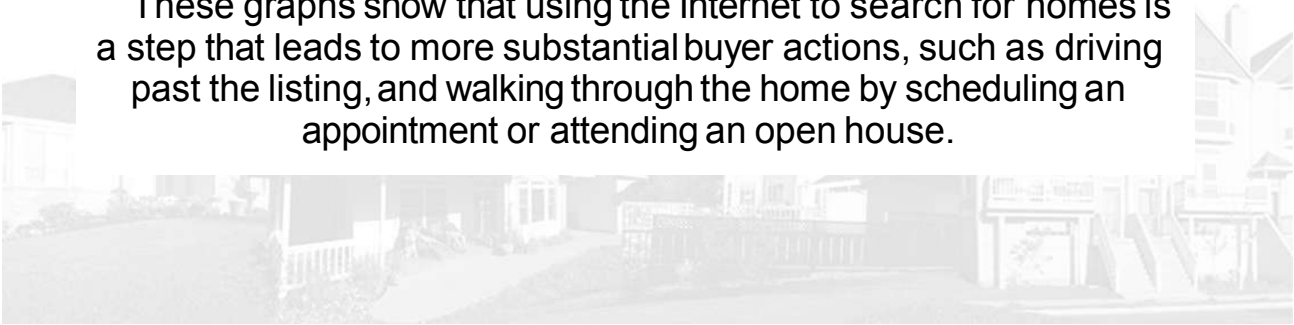 These graphs show that using the internet to search for homes is
a step that leads to more substantial buyer actions, such as driving
past the listing, and walking through the home by scheduling an
appointment or attending an open house.